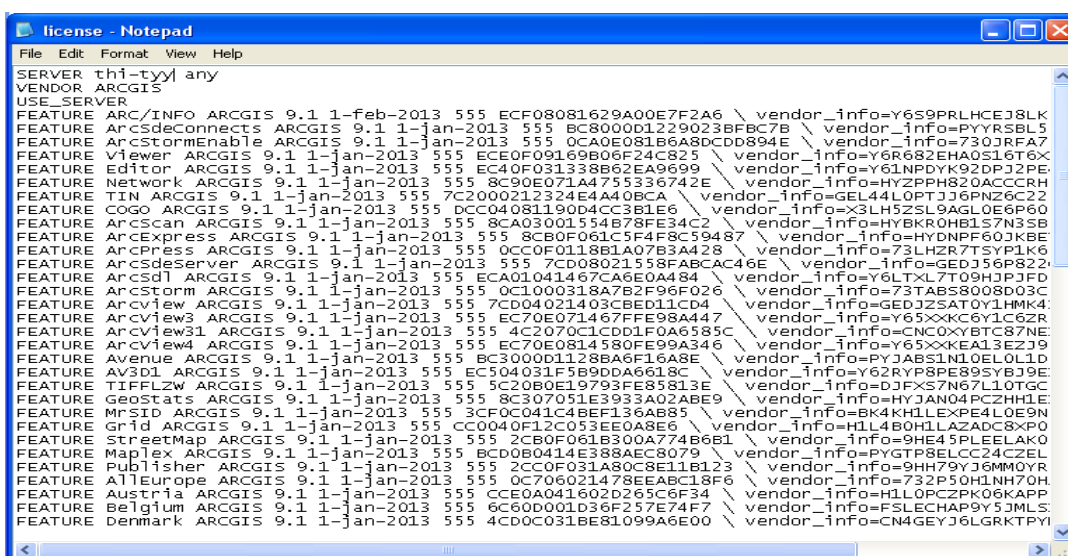 license - Notepad
File Edit Format View Help
SERVER thi-tyy any
VENDOR ARCGIS
USE_SERVER
FEATURE ARC/INFO ARCGIS 9.1 1-feb-2013 555 ECF08081629A00E7F2A6 \ vendor_info=Y6S9PRLHCEJ8LK
FEATURE ArcSdeConnects ARCGIS 9.1 1-jan-2013 555 BC8000D1229023BFBC7B \ vendor_info=PYYRSBL5
FEATURE ArcStormEnable ARCGIS 9.1 1-jan-2013 555 0CA0E081B6A8DCDD894E \ vendor_info=730JRFA7
FEATURE Viewer ARCGIS 9.1 1-jan-2013 555 ECE0F09169B06F24C825 \ vendor_info=Y6R682EHA0S16T6X
FEATURE Editor ARCGIS 9.1 1-jan-2013 555 EC40F031338B62EA9699 \ vendor_info=Y61NPDYK92DPJ2PE
FEATURE Network ARCGIS 9.1 1-jan-2013 555 8C90E071A4755336742E \ vendor_info=HYZPPH820ACCCRH
FEATURE TIN ARCGIS 9.1 1-jan-2013 555 7C2000212324E4A40BCA \ vendor_info=GEL44L0PTJJ6PNZ6C22
FEATURE COGO ARCGIS 9.1 1-jan-2013 555 DCC04081190D4CC3B1E6 \ vendor_info=X3LH5ZSL9AGL0E6P60
FEATURE ArcScan ARCGIS 9.1 1-jan-2013 555 8CA03001554B78FE34C2 \ vendor_info=HYBKR0HB1S7N3SB
FEATURE ArcExpress ARCGIS 9.1 1-jan-2013 555 8CB0F061C5F4F8C59487 \ vendor_info=HYDNPF60JKBE
FEATURE ArcPress ARCGIS 9.1 1-jan-2013 555 0CC0F0118B1A07B3A428 \ vendor_info=73LHZR7TSYP1K6
FEATURE ArcSdeServer ARCGIS 9.1 1-jan-2013 555 7CD08021558FABCAC46E \ vendor_info=GEDJ56P822
FEATURE ArcSdl ARCGIS 9.1 1-jan-2013 555 ECA01041467CA6E0A484 \ vendor_info=Y6LTXL7TD9HJPJFD
FEATURE ArcStorm ARCGIS 9.1 1-jan-2013 555 0C1000318A7B2F96F026 \ vendor_info=73TABS8008D03C
FEATURE ArcView ARCGIS 9.1 1-jan-2013 555 7CD04021403CBED11CD4 \ vendor_info=GEDJZSAT0Y1HMK4
FEATURE ArcView3 ARCGIS 9.1 1-jan-2013 555 EC70E071467FFE98A447 \ vendor_info=Y65XXKC6Y1C6ZR
FEATURE ArcView31 ARCGIS 9.1 1-jan-2013 555 4C2070C1CDD1F0A6585C \ vendor_info=CNC0XYBTC87NE
FEATURE ArcView4 ARCGIS 9.1 1-jan-2013 555 EC70E0814580FE99A346 \ vendor_info=Y65XXKEA13EZJ9
FEATURE Avenue ARCGIS 9.1 1-jan-2013 555 BC3000D1128BA6F16A8E \ vendor_info=PYJABS1N10EL0L1D
FEATURE AV3D1 ARCGIS 9.1 1-jan-2013 555 EC504031F5B9DDA6618C \ vendor_info=Y62RYP8PE89SYBJ9E
FEATURE TIFFLZW ARCGIS 9.1 1-jan-2013 555 5C20B0E19793FE85813E \ vendor_info=DJFXS7N67L10TGC
FEATURE GeoStats ARCGIS 9.1 1-jan-2013 555 8C307051E3933A02ABE9 \ vendor_info=HYJAN04PCZHH1E
FEATURE MrSID ARCGIS 9.1 1-jan-2013 555 3CF0C041C4BEF136AB85 \ vendor_info=BK4KH1LEXPE4L0E9N
FEATURE Grid ARCGIS 9.1 1-jan-2013 555 CC0040F12C053EE0A8E6 \ vendor_info=H1L4B0H1LAZADC8XP0
FEATURE StreetMap ARCGIS 9.1 1-jan-2013 555 2CB0F061B300A774B6B1 \ vendor_info=9HE45PLEELAK0
FEATURE Maplex ARCGIS 9.1 1-jan-2013 555 BCD0B0414E388AEC8079 \ vendor_info=PYGTP8ELCC24CZEL
FEATURE Publisher ARCGIS 9.1 1-jan-2013 555 2CC0F031A80C8E11B123 \ vendor_info=9HH79YJ6MM0YR
FEATURE AllEurope ARCGIS 9.1 1-jan-2013 555 0C706021478EEABC18F6 \ vendor_info=732P50H1NH70H
FEATURE Austria ARCGIS 9.1 1-jan-2013 555 CCE0A041602D265C6F34 \ vendor_info=H1L0PCZPK06KAPP
FEATURE Belgium ARCGIS 9.1 1-jan-2013 555 6C60D001D36F257E74F7 \ vendor_info=FSLECHAP9Y5JMLS
FEATURE Denmark ARCGIS 9.1 1-jan-2013 555 4CD0C031BE81099A6E00 \ vendor_info=CN4GEYJ6LGRKTPY